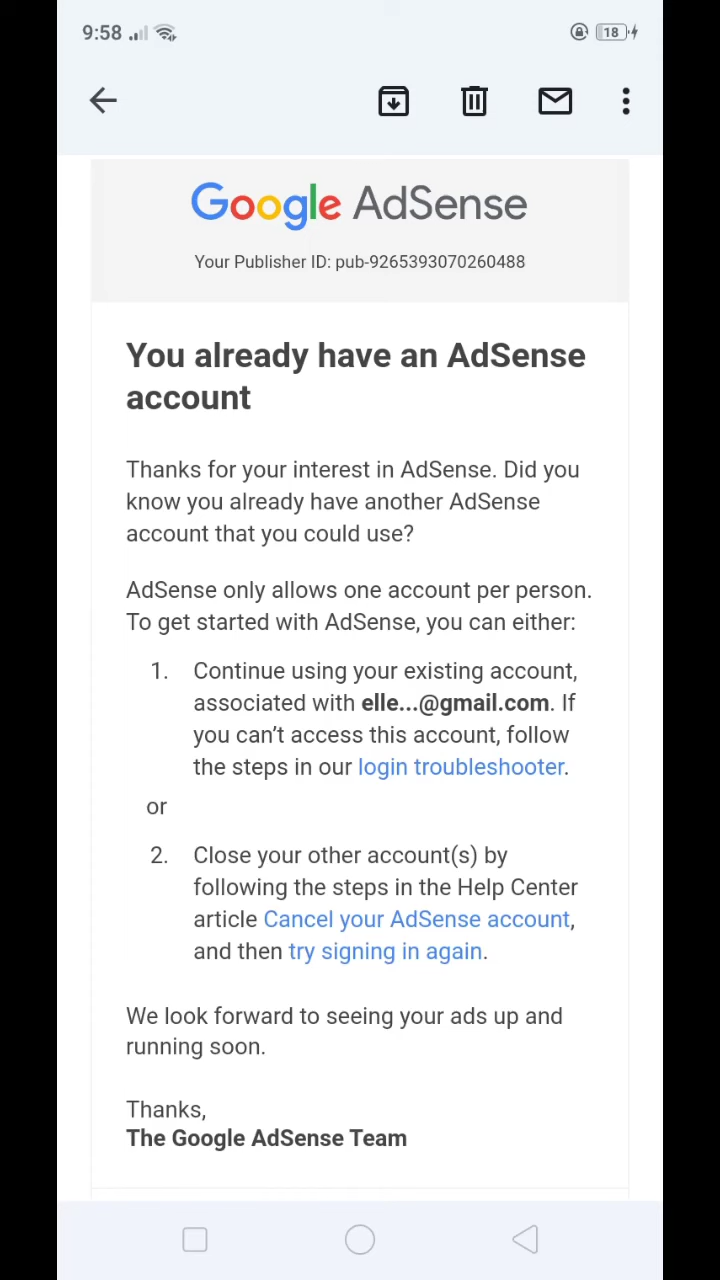 9:58
18
Google AdSense
Your Publisher ID: pub-9265393070260488
You already have an AdSense
account
Thanks for your interest in AdSense. Did you
know you already have another AdSense
account that you could use?
AdSense only allows one account per person.
To get started with AdSense, you can either:
1. Continue using your existing account,
associated with elle...@gmail.com. If
you can’t access this account, follow
the steps in our login troubleshooter.
or
2. Close your other account(s) by
following the steps in the Help Center
article Cancel your AdSense account,
and then try signing in again.
We look forward to seeing your ads up and
running soon.
Thanks,
The Google AdSense Team